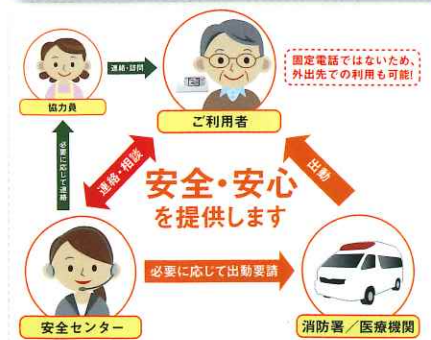 連絡・訪問
固定電話ではないため、
外出先での利用も可能!
協力員
ご利用者
必要に応じて連絡
連絡・相談
出動
安全・安心
を提供します
必要に応じて出動要請
安全センター
消防署/医療機関